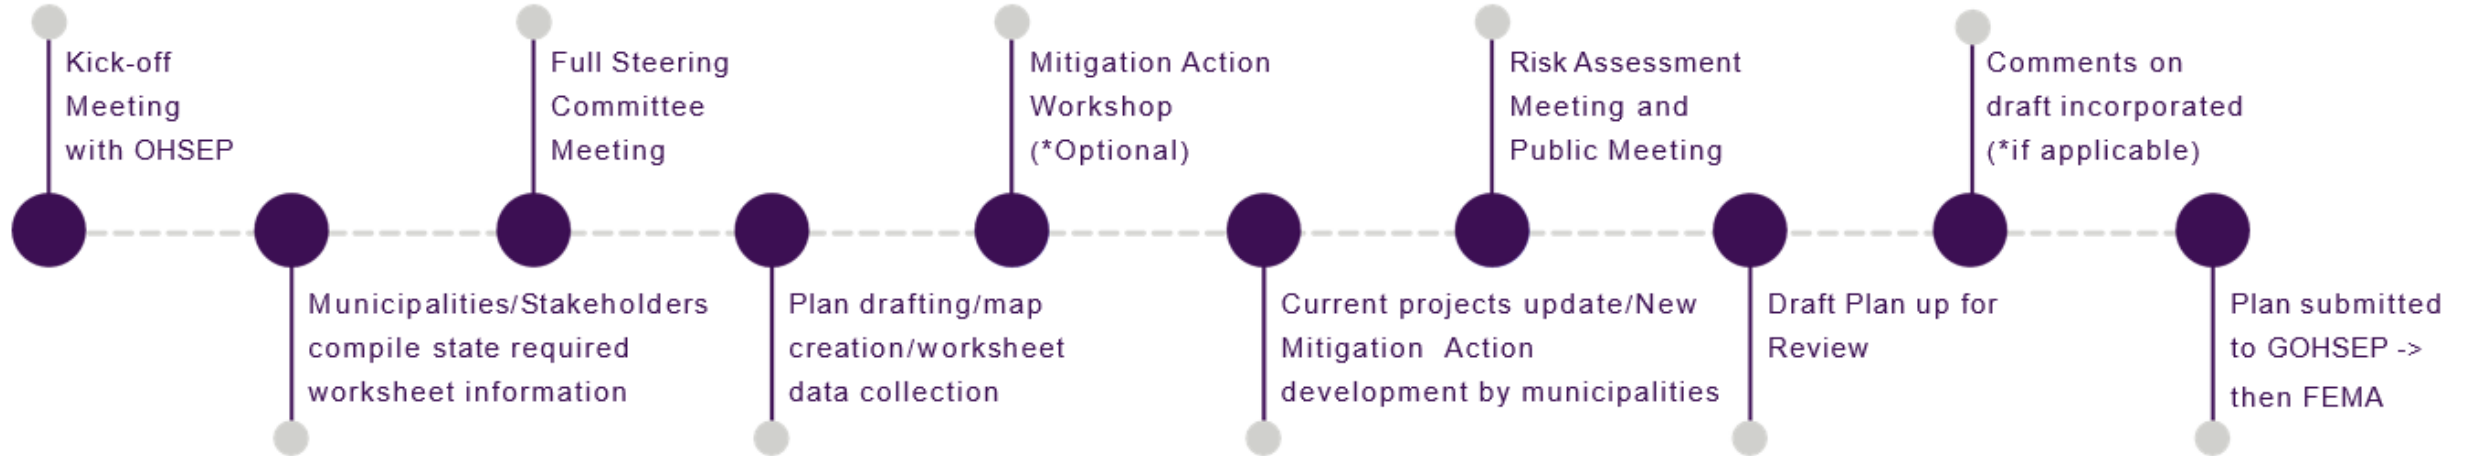 Kick-off
Meeting
with OHSEP
Municipalities/Stakeholders
compile state required
worksheet information
Full Steering
Committee
Meeting
Plan drafting/map
creation/worksheet
data collection
Mitigation Action
Workshop
(*Optional)
Current projects update/New
Mitigation Action
development by municipalities
Risk Assessment
Meeting and
Public Meeting
Draft Plan up for
Review
Comments on
draft incorporated
(*if applicable)
Plan submitted
to GOHSEP ->
then FEMA